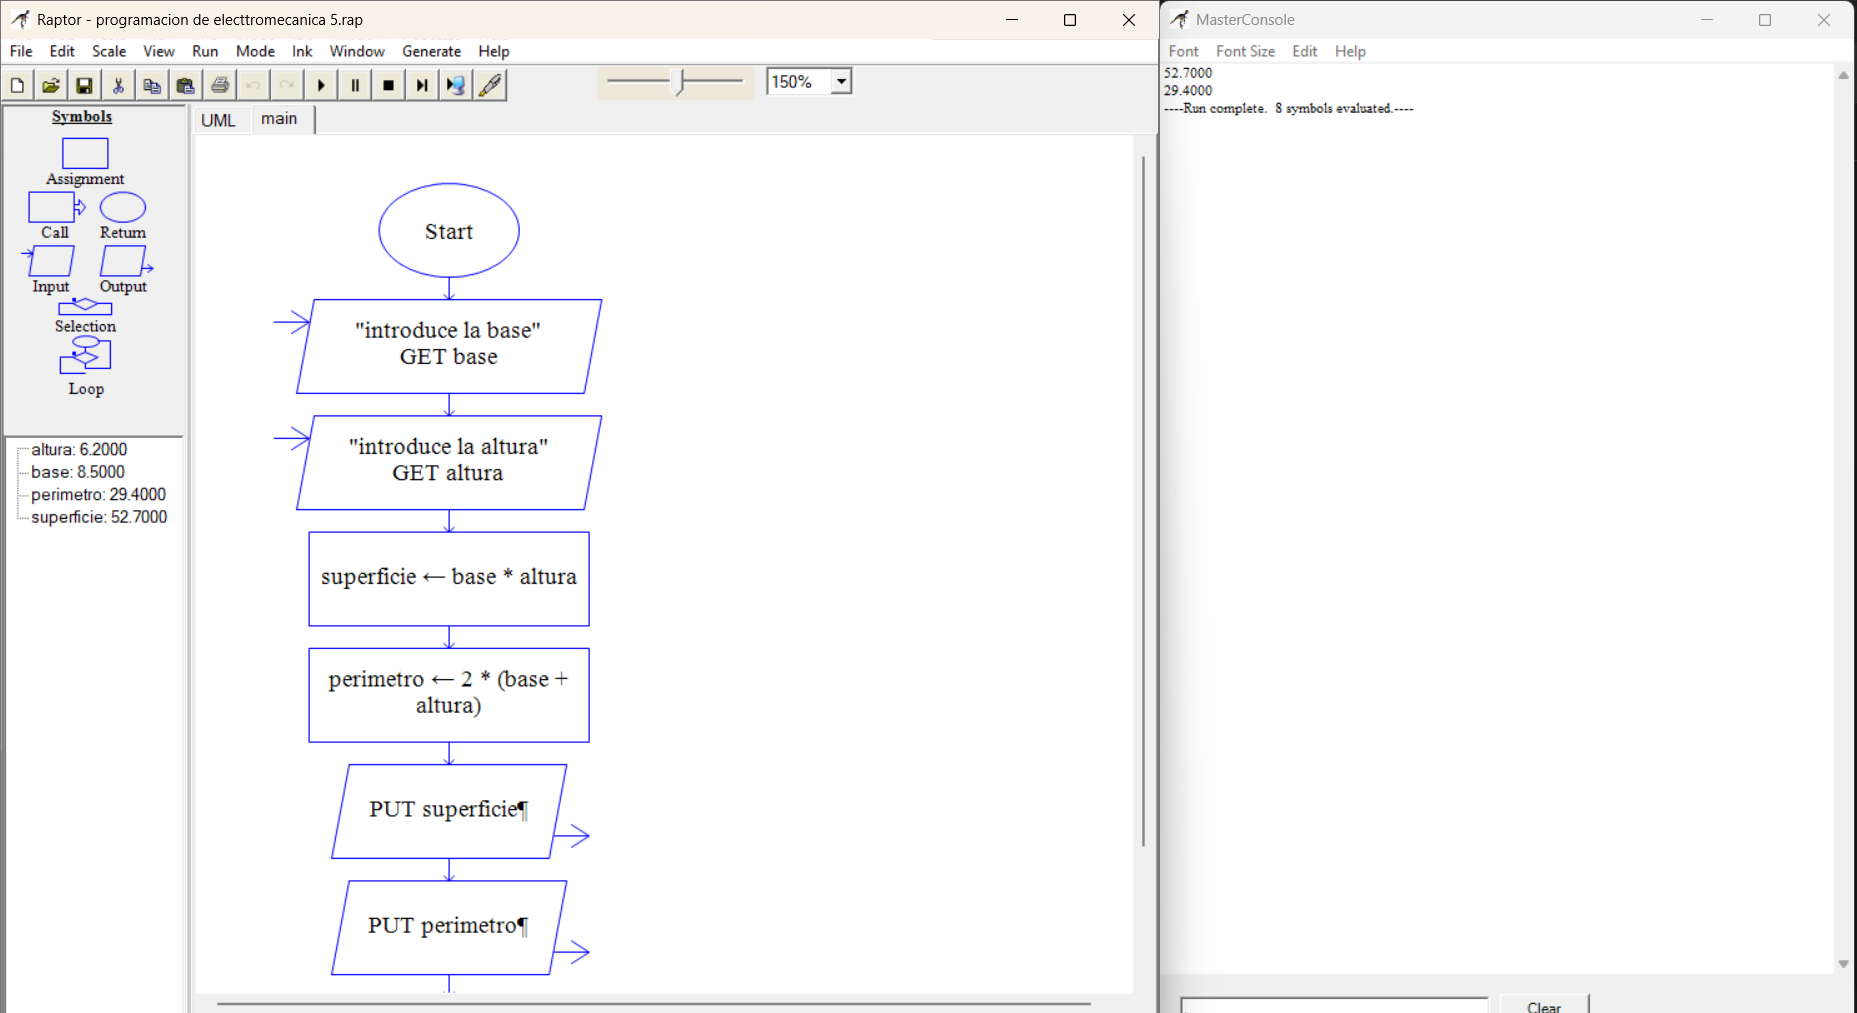 Raptor - programacion de electtromecanica 5.rap
File Edit Scale View Run Mode Ink Window Generate Help
150%
Symbols
Assignment
Call Return
Input Output
Selection
Loop
altura: 6.2000
base: 8.5000
perimetro: 29.4000
superficie: 52.7000
UML main
Start
"introduce la base"
GET base
"introduce la altura"
GET altura
superficie ← base * altura
perimetro ← 2 * (base +
altura)
PUT superficie¶
PUT perimetro¶
MasterConsole
Font Font Size Edit Help
52.7000
29.4000
----Run complete.  8 symbols evaluated.----
Clear